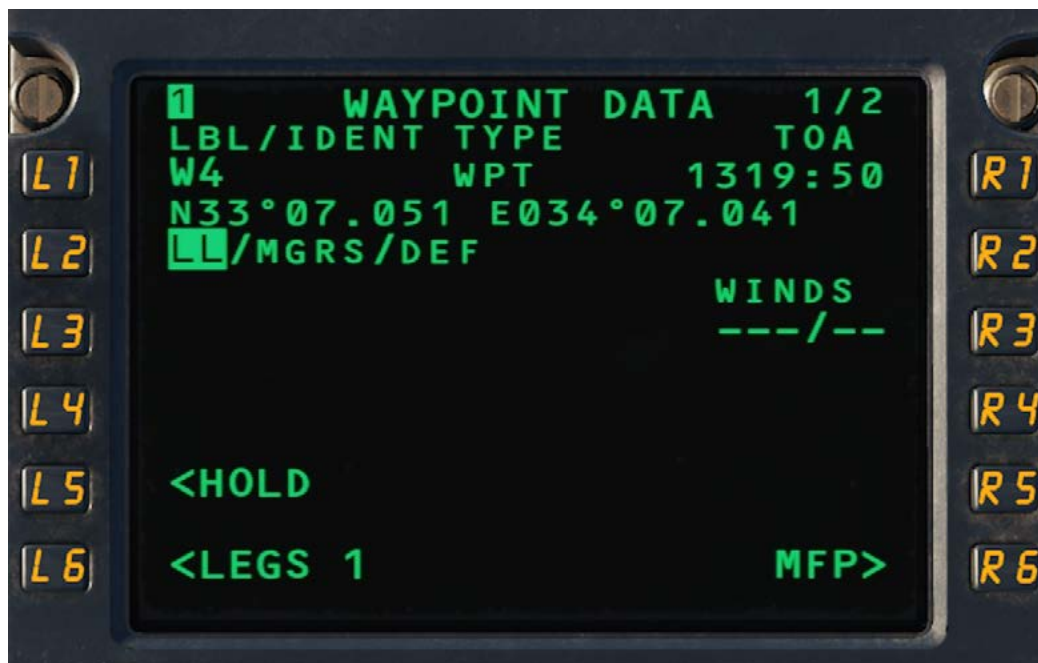 1 WAYPOINT DATA 1/2
LBL/IDENT TYPE TOA
L1 W4 WPT 1319:50 R1
N33°07.051 E034°07.041
L2 LL/MGRS/DEF R2
WINDS
L3 ---/-- R3
L4 R4
L5 <HOLD R5
L6 <LEGS 1 MFP> R6